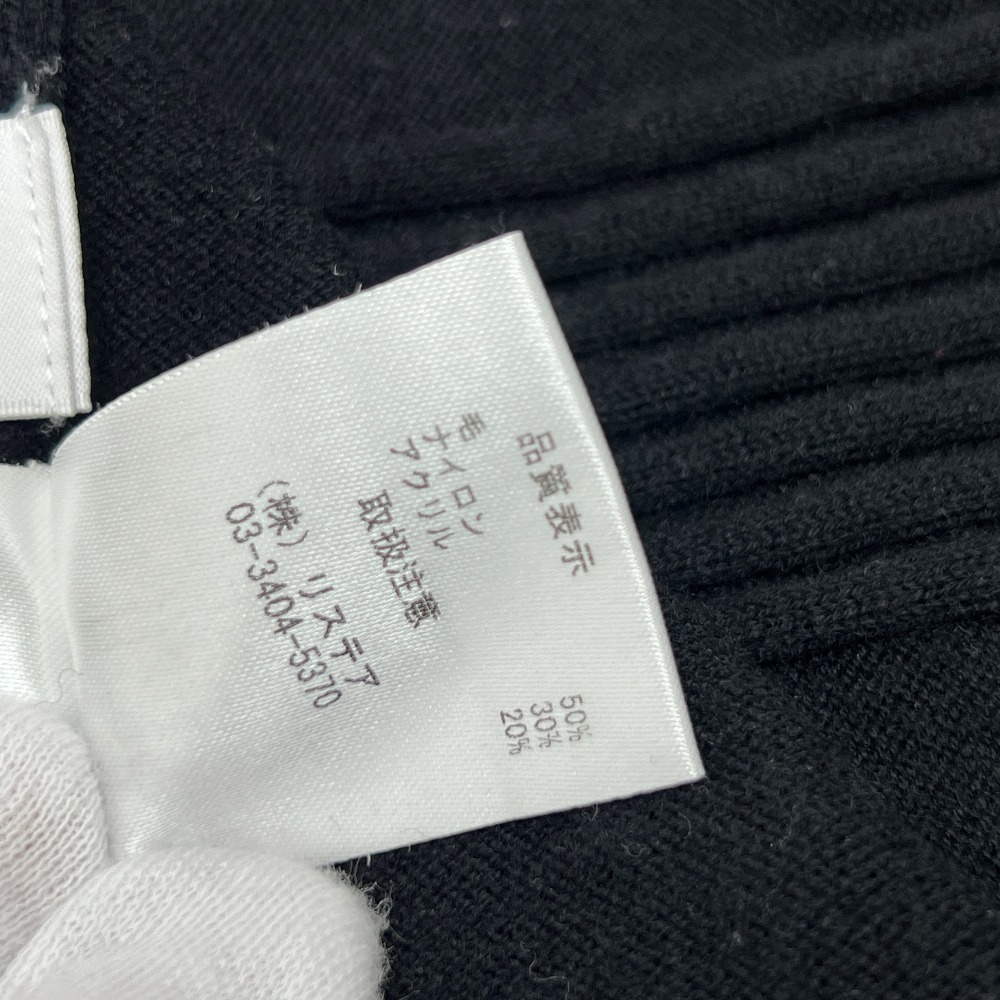 品質表示
毛 50%
ナイロン 30%
アクリル 20%
取扱注意
(株) リステア
03-3404-5370